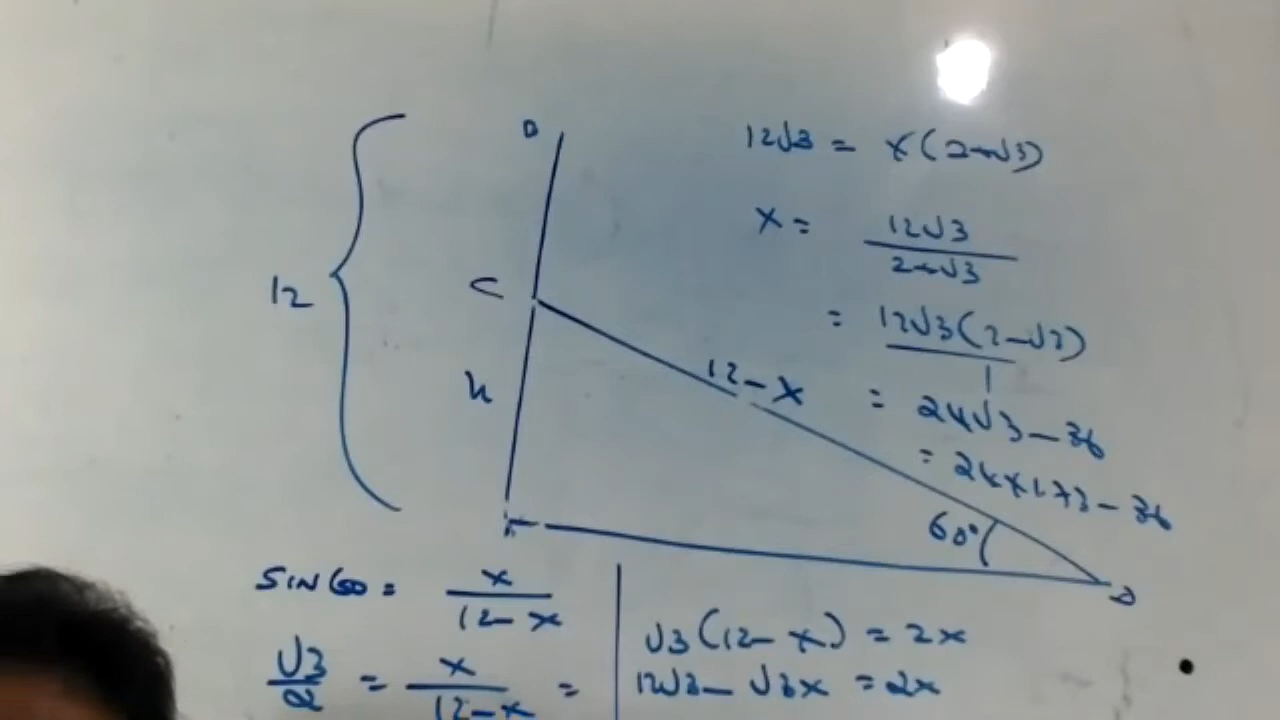 12√3 = x(2+√3)
x = 12√3 / 2+√3
= 12√3(2-√3) / 1
= 24√3 - 36
= 24×1.73 - 36
12
C
x
12-x
60°
D
SIN 60 = x / 12-x
√3 / 2 = x / 12-x =
√3(12-x) = 2x
12√3 - √3x = 2x